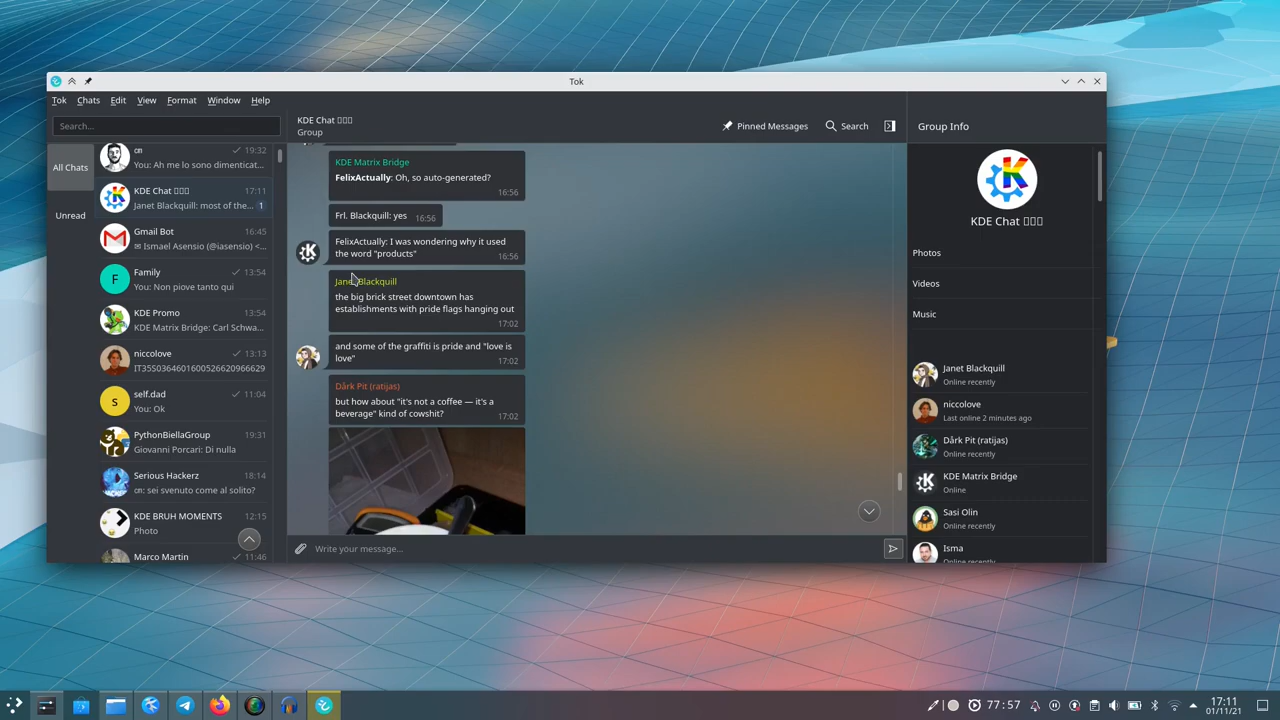 Tok
Tok Chats Edit View Format Window Help
Search...
All Chats
Unread
㎝ 19:32
You: Ah me lo sono dimenticat...
KDE Chat 17:11
Janet Blackquill: most of the... 1
Gmail Bot 16:45
✉ Ismael Asensio (@iasensio) <...
F
Family 13:54
You: Non piove tanto qui
KDE Promo 13:54
KDE Matrix Bridge: Carl Schwa...
niccolove 13:13
IT35S0364601600526620966629
s
self.dad 11:04
You: Ok
PythonBiellaGroup 19:31
Giovanni Porcari: Di nulla
Serious Hackerz 18:14
㎝: sei svenuto come al solito?
KDE BRUH MOMENTS 12:15
Photo
Marco Martin 11:46
KDE Chat
Group
Pinned Messages
Search
KDE Matrix Bridge
FelixActually: Oh, so auto-generated?
16:56
Frl. Blackquill: yes 16:56
FelixActually: I was wondering why it used
the word "products"
16:56
Janet Blackquill
the big brick street downtown has
establishments with pride flags hanging out
17:02
and some of the graffiti is pride and "love is
love"
17:02
Dårk Pit (ratijas)
but how about "it's not a coffee — it's a
beverage" kind of cowshit?
17:02
Write your message...
Group Info
KDE Chat
Photos
Videos
Music
Janet Blackquill
Online recently
niccolove
Last online 2 minutes ago
Dårk Pit (ratijas)
Online recently
KDE Matrix Bridge
Online
Sasi Olin
Online recently
Isma
Online recently
77:57
17:11
01/11/21